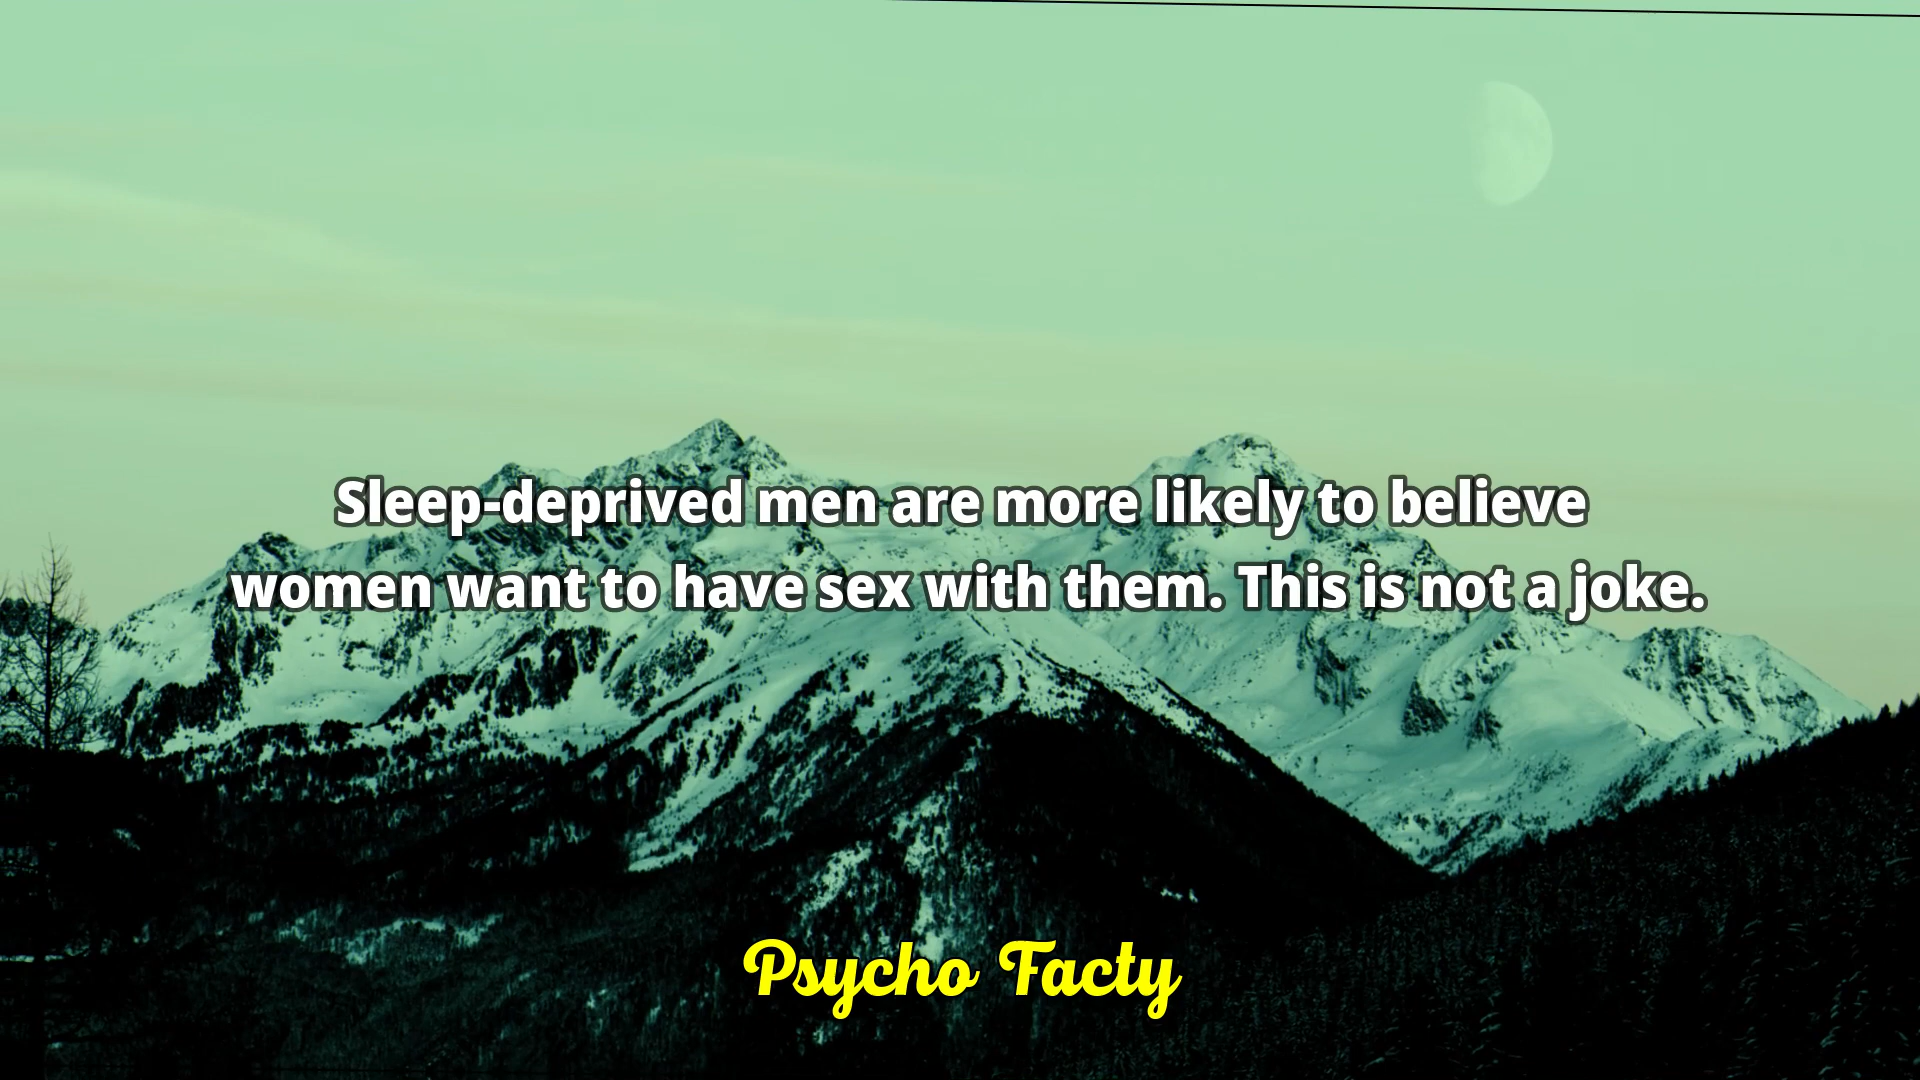 Sleep-deprived men are more likely to believe
women want to have sex with them. This is not a joke.
Psycho Facty